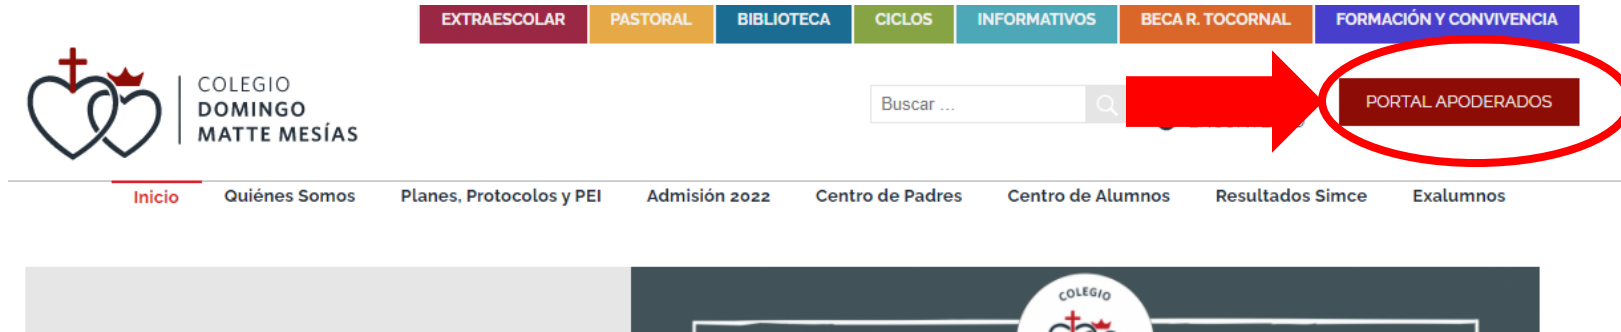 EXTRAESCOLAR PASTORAL BIBLIOTECA CICLOS INFORMATIVOS BECA R. TOCORNAL FORMACIÓN Y CONVIVENCIA
COLEGIO
DOMINGO
MATTE MESÍAS
Buscar ...
PORTAL APODERADOS
Inicio Quiénes Somos Planes, Protocolos y PEI Admisión 2022 Centro de Padres Centro de Alumnos Resultados Simce Exalumnos
COLEGIO